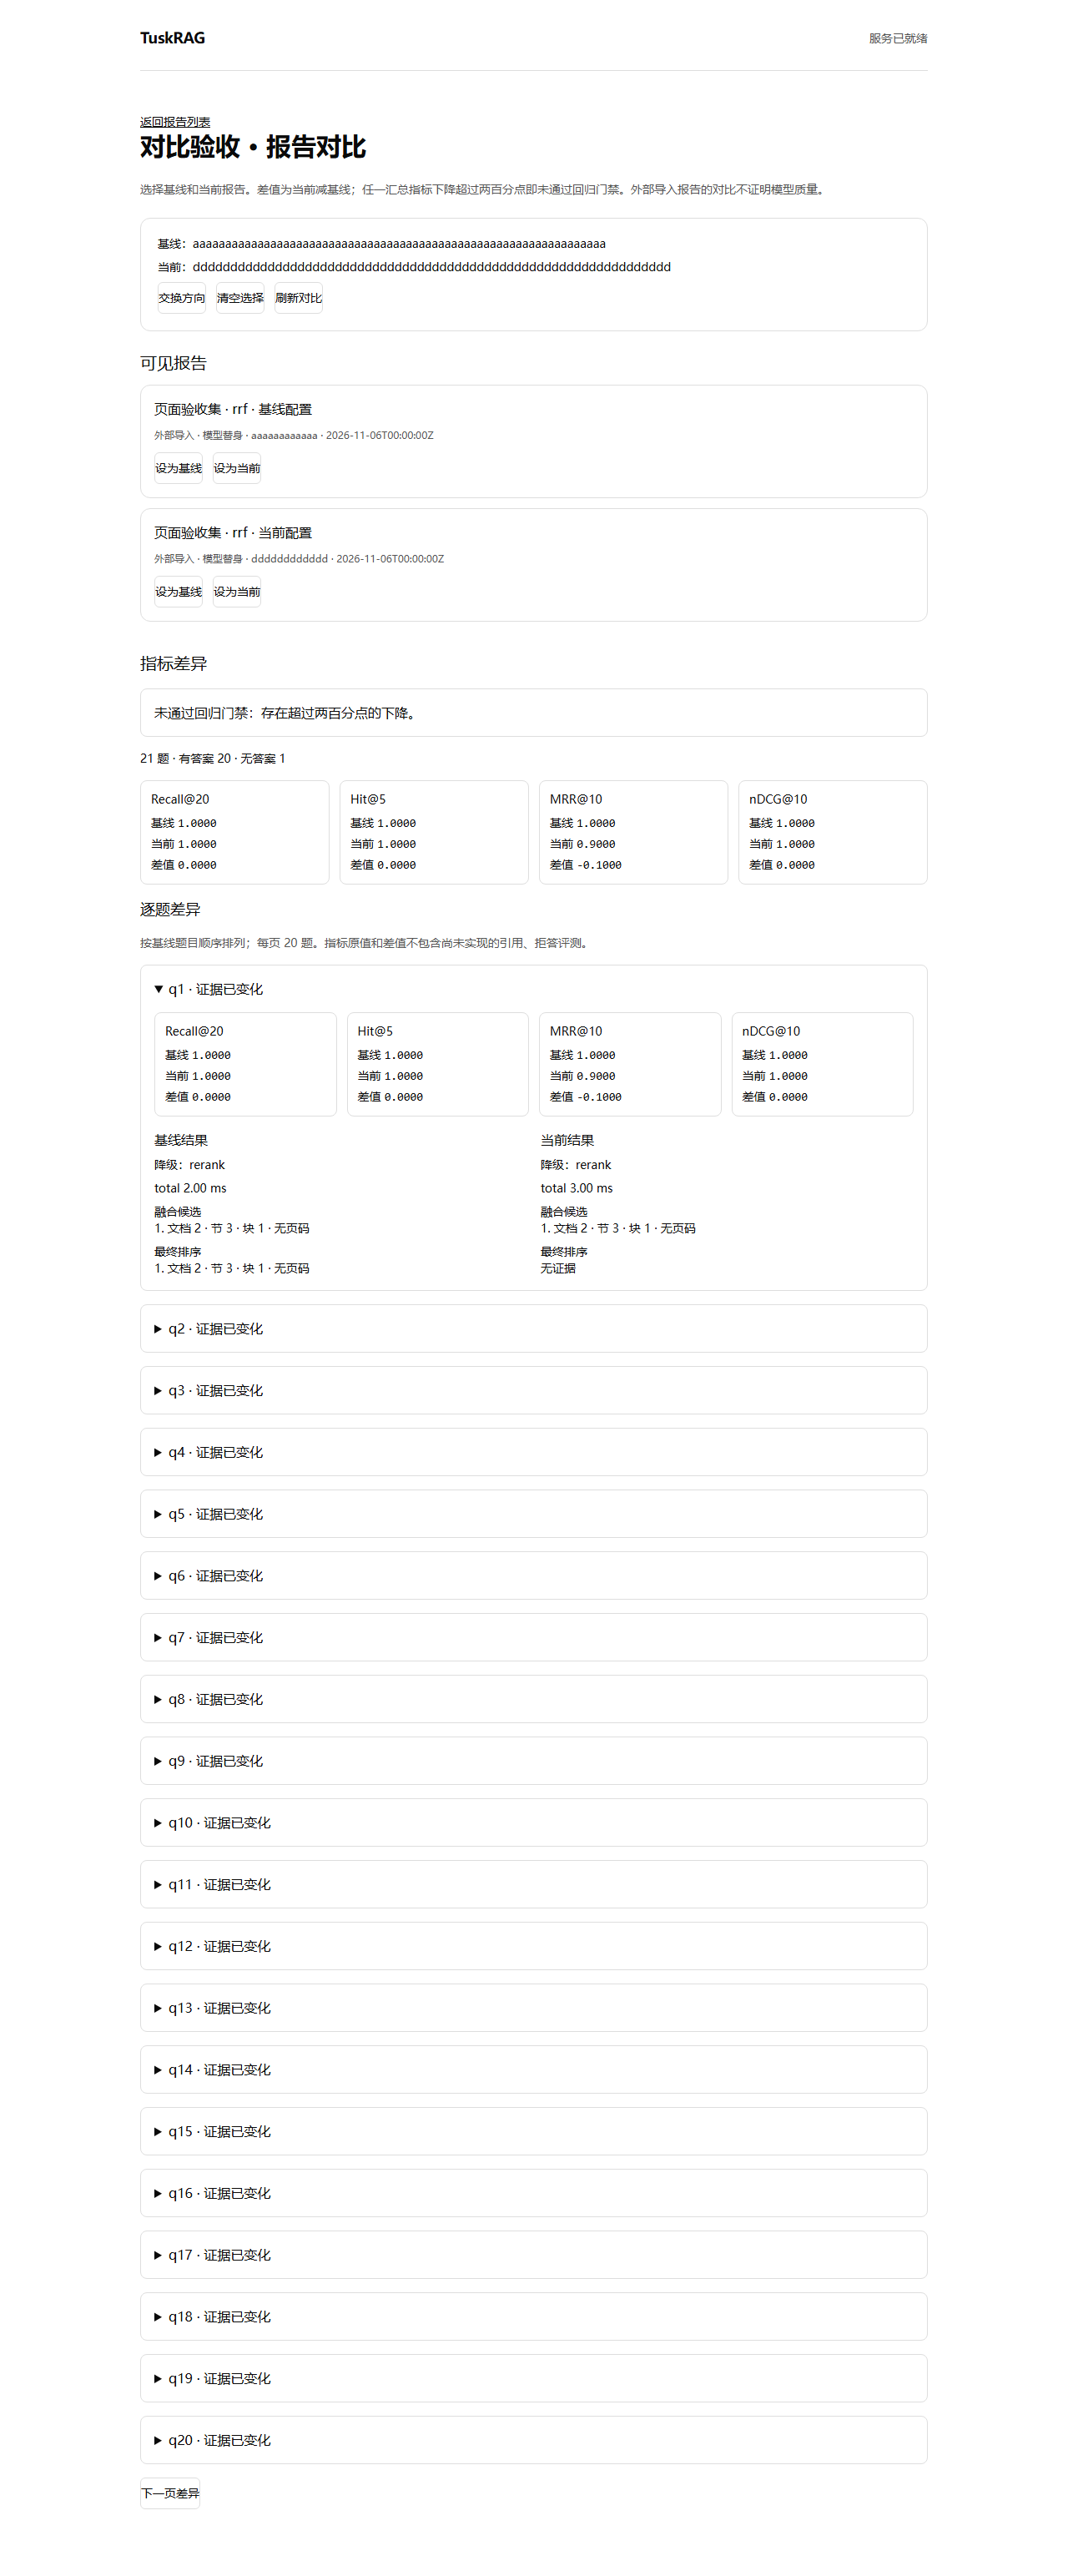 TuskRAG
服务已就绪
返回报告列表
对比验收 · 报告对比
选择基线和当前报告。差值为当前减基线；任一汇总指标下降超过两百分点即未通过回归门禁。外部导入报告的对比不证明模型质量。
基线：aaaaaaaaaaaaaaaaaaaaaaaaaaaaaaaaaaaaaaaaaaaaaaaaaaaaaaaaaaaaaaaa
当前：dddddddddddddddddddddddddddddddddddddddddddddddddddddddddddddddd
交换方向 清空选择 刷新对比
可见报告
页面验收集 · rrf · 基线配置
外部导入 · 模型替身 · aaaaaaaaaaaa · 2026-11-06T00:00:00Z
设为基线 设为当前
页面验收集 · rrf · 当前配置
外部导入 · 模型替身 · dddddddddddd · 2026-11-06T00:00:00Z
设为基线 设为当前
指标差异
未通过回归门禁：存在超过两百分点的下降。
21 题 · 有答案 20 · 无答案 1
Recall@20
基线 1.0000
当前 1.0000
差值 0.0000
Hit@5
基线 1.0000
当前 1.0000
差值 0.0000
MRR@10
基线 1.0000
当前 0.9000
差值 -0.1000
nDCG@10
基线 1.0000
当前 1.0000
差值 0.0000
逐题差异
按基线题目顺序排列；每页 20 题。指标原值和差值不包含尚未实现的引用、拒答评测。
▼ q1 · 证据已变化
Recall@20
基线 1.0000
当前 1.0000
差值 0.0000
Hit@5
基线 1.0000
当前 1.0000
差值 0.0000
MRR@10
基线 1.0000
当前 0.9000
差值 -0.1000
nDCG@10
基线 1.0000
当前 1.0000
差值 0.0000
基线结果
降级：rerank
total 2.00 ms
融合候选
1. 文档 2 · 节 3 · 块 1 · 无页码
最终排序
1. 文档 2 · 节 3 · 块 1 · 无页码
当前结果
降级：rerank
total 3.00 ms
融合候选
1. 文档 2 · 节 3 · 块 1 · 无页码
最终排序
无证据
▶ q2 · 证据已变化
▶ q3 · 证据已变化
▶ q4 · 证据已变化
▶ q5 · 证据已变化
▶ q6 · 证据已变化
▶ q7 · 证据已变化
▶ q8 · 证据已变化
▶ q9 · 证据已变化
▶ q10 · 证据已变化
▶ q11 · 证据已变化
▶ q12 · 证据已变化
▶ q13 · 证据已变化
▶ q14 · 证据已变化
▶ q15 · 证据已变化
▶ q16 · 证据已变化
▶ q17 · 证据已变化
▶ q18 · 证据已变化
▶ q19 · 证据已变化
▶ q20 · 证据已变化
下一页差异